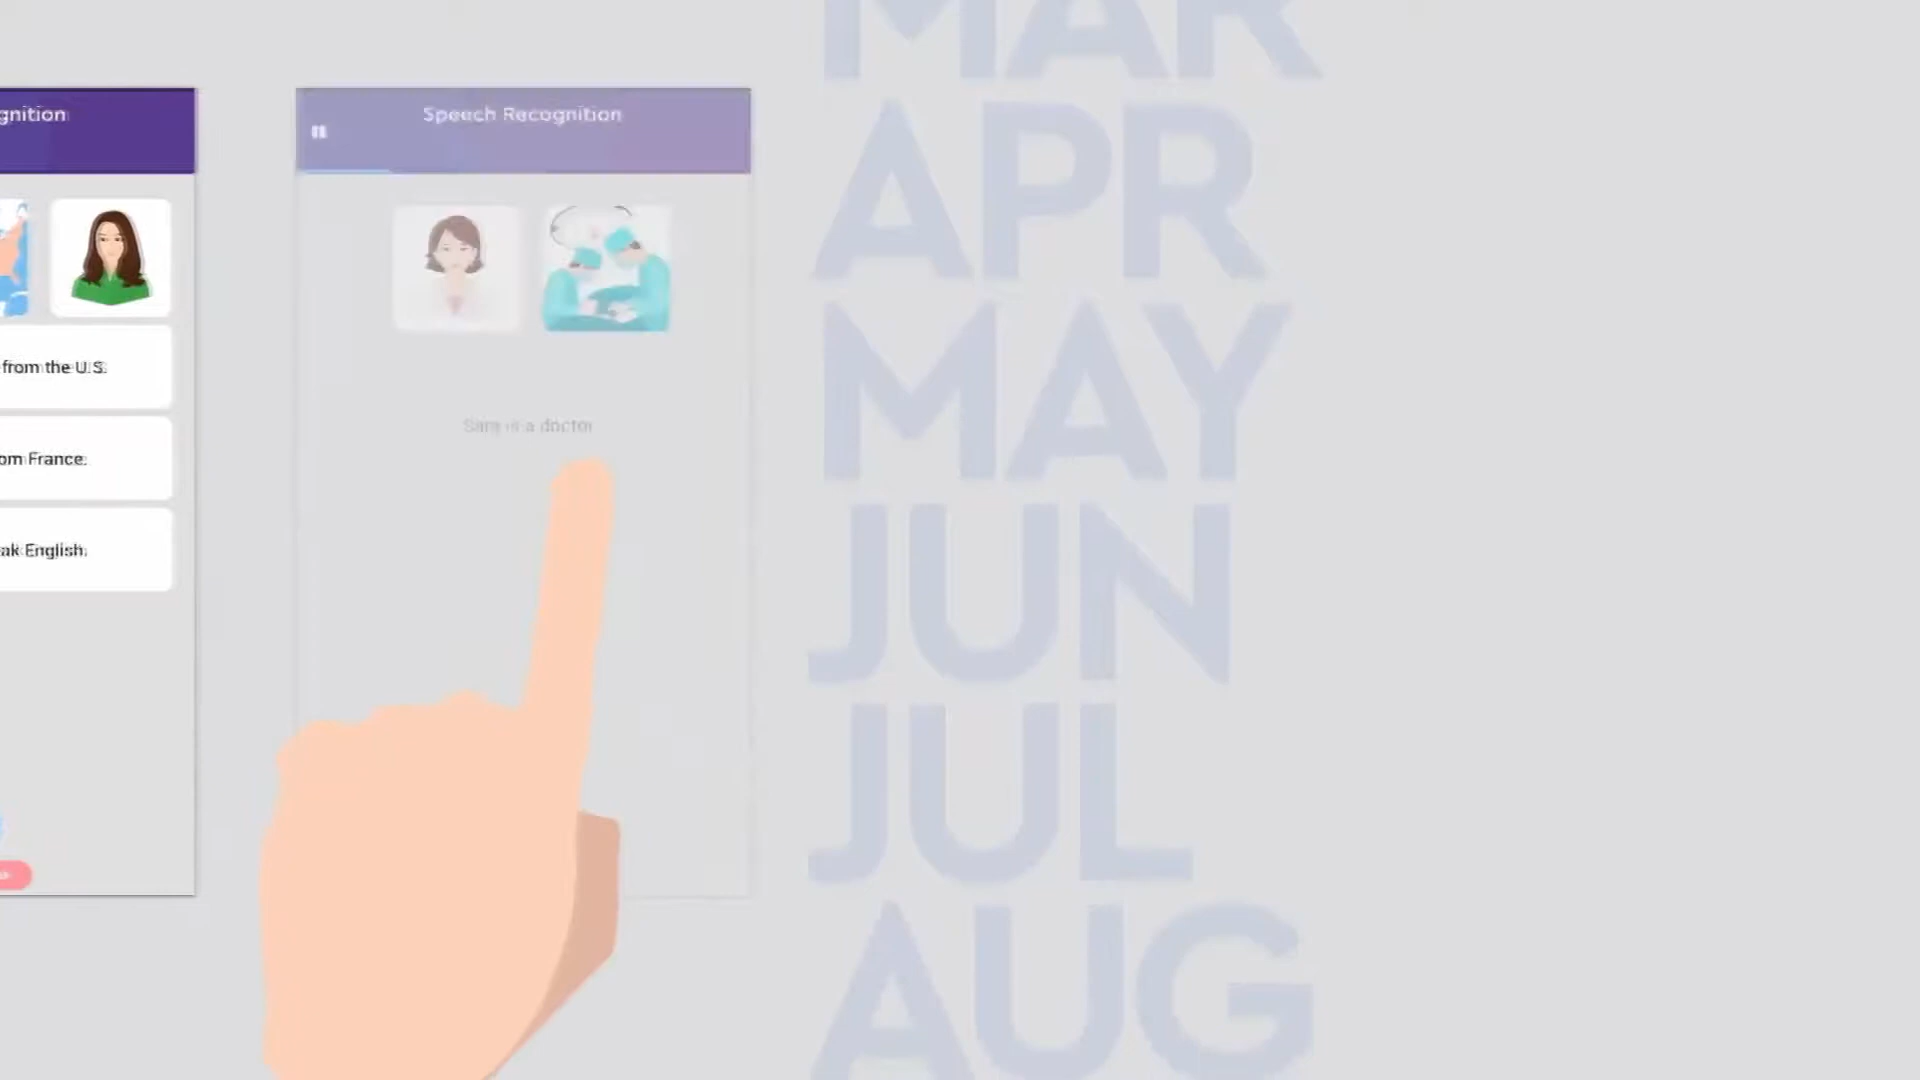 gnition
from the U.S.
om France.
ak English.
Speech Recognition
Sara is a doctor
MAR
APR
MAY
JUN
JUL
AUG